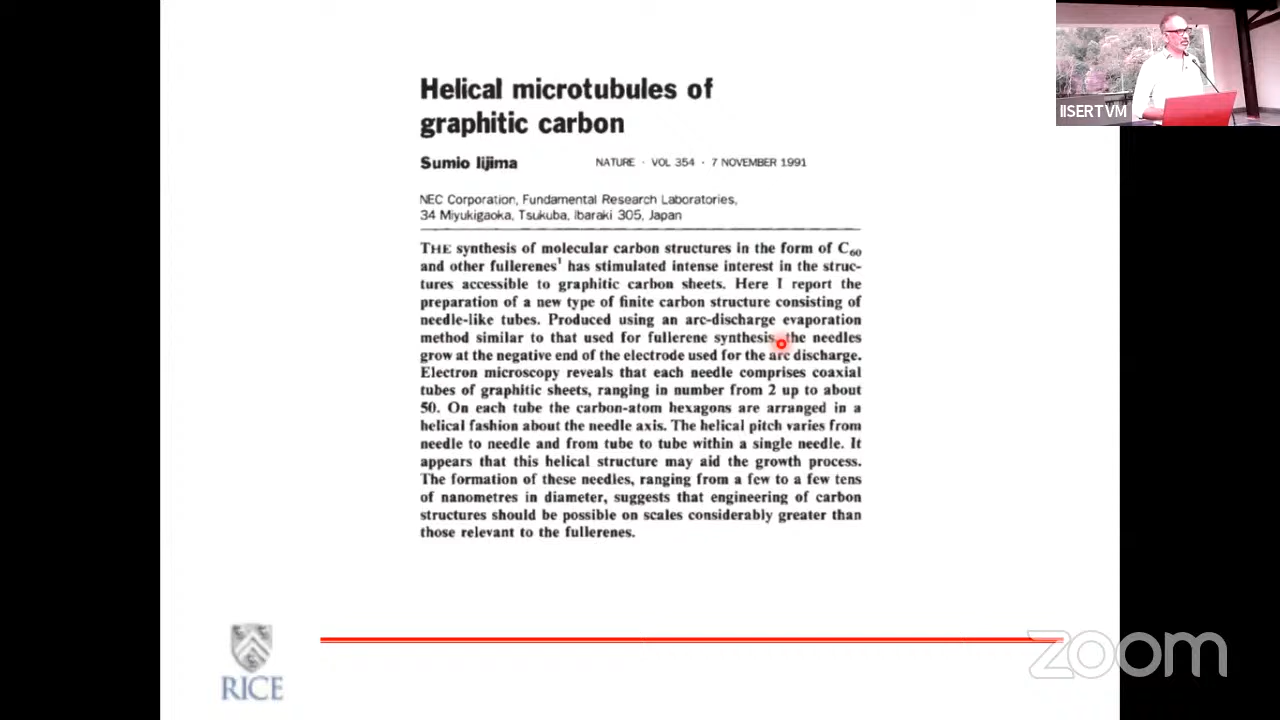 Helical microtubules of
graphitic carbon
Sumio Iijima
NATURE · VOL 354 · 7 NOVEMBER 1991
NEC Corporation, Fundamental Research Laboratories,
34 Miyukigaoka, Tsukuba, Ibaraki 305, Japan
THE synthesis of molecular carbon structures in the form of C60
and other fullerenes1 has stimulated intense interest in the struc-
tures accessible to graphitic carbon sheets. Here I report the
preparation of a new type of finite carbon structure consisting of
needle-like tubes. Produced using an arc-discharge evaporation
method similar to that used for fullerene synthesis, the needles
grow at the negative end of the electrode used for the arc discharge.
Electron microscopy reveals that each needle comprises coaxial
tubes of graphitic sheets, ranging in number from 2 up to about
50. On each tube the carbon-atom hexagons are arranged in a
helical fashion about the needle axis. The helical pitch varies from
needle to needle and from tube to tube within a single needle. It
appears that this helical structure may aid the growth process.
The formation of these needles, ranging from a few to a few tens
of nanometres in diameter, suggests that engineering of carbon
structures should be possible on scales considerably greater than
those relevant to the fullerenes.
IISERTVM
RICE
zoom